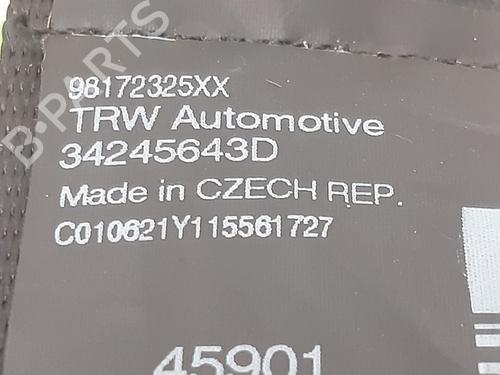 B-PARTS
98172325XX
TRW Automotive
34245643D
Made in CZECH REP.
C010621Y115561727
45901